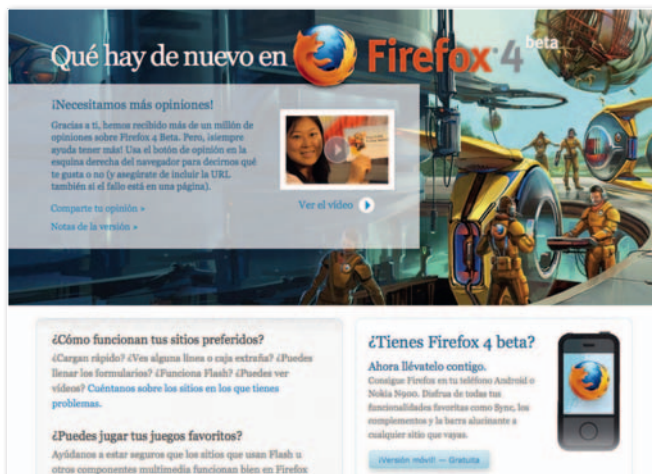 Qué hay de nuevo en Firefox 4 beta
¡Necesitamos más opiniones!
Gracias a ti, hemos recibido más de un millón de
opiniones sobre Firefox 4 Beta. Pero, ¡siempre
ayuda tener más! Usa el botón de opinión en la
esquina derecha del navegador para decirnos qué
te gusta o no (y asegúrate de incluir la URL
también si el fallo está en una página).
Comparte tu opinión »
Notas de la versión »
Ver el vídeo
¿Cómo funcionan tus sitios preferidos?
¿Cargan rápido? ¿Ves alguna línea o caja extraña? ¿Puedes
llenar los formularios? ¿Funciona Flash? ¿Puedes ver
vídeos? Cuéntanos sobre los sitios en los que tienes
problemas.
¿Puedes jugar tus juegos favoritos?
Ayúdanos a estar seguros que los sitios que usan Flash u
otros componentes multimedia funcionan bien en Firefox
¿Tienes Firefox 4 beta?
Ahora llévatelo contigo.
Consigue Firefox en tu teléfono Android o
Nokia N900. Disfruta de todas tus
funcionalidades favoritas como Sync, los
complementos y la barra alucinante a
cualquier sitio que vayas.
¡Versión móvil! — Gratuita